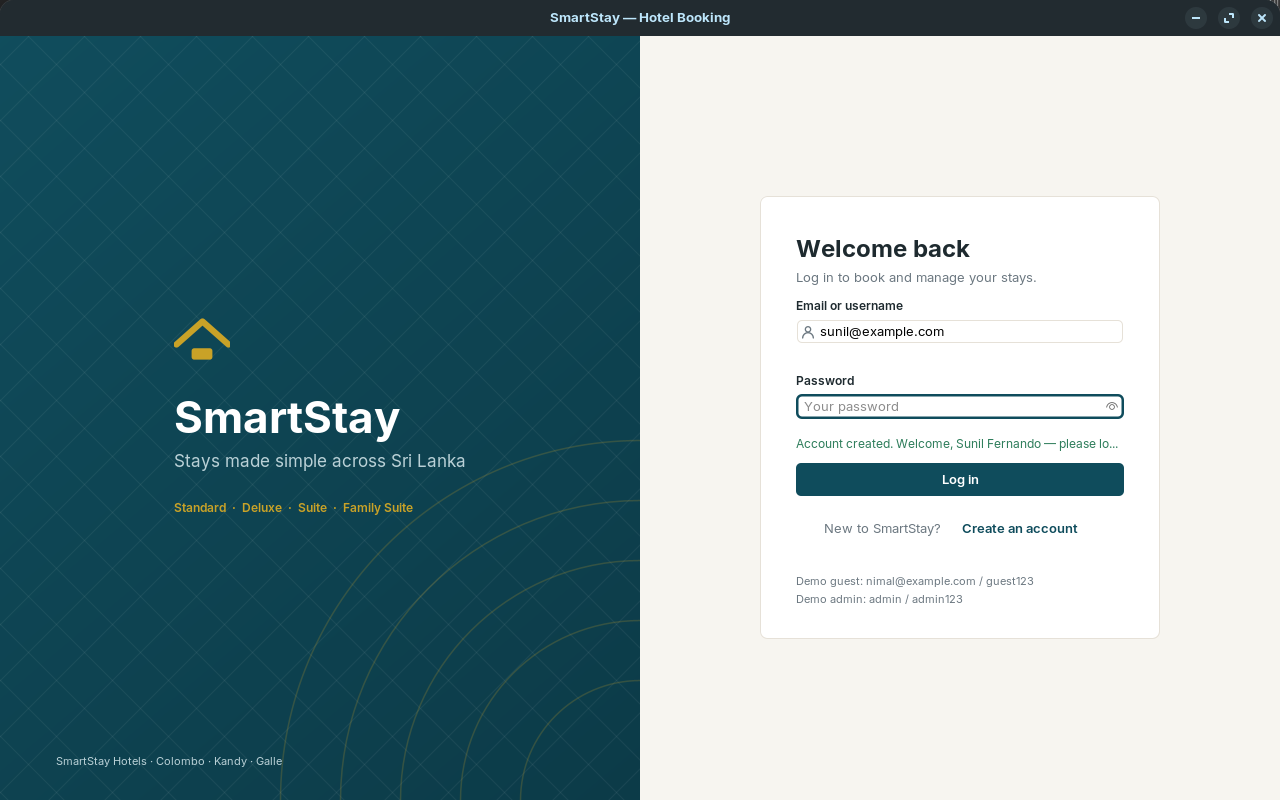 SmartStay — Hotel Booking
SmartStay
Stays made simple across Sri Lanka
Standard · Deluxe · Suite · Family Suite
SmartStay Hotels · Colombo · Kandy · Galle
Welcome back
Log in to book and manage your stays.
Email or username
sunil@example.com
Password
Your password
Account created. Welcome, Sunil Fernando — please lo...
Log in
New to SmartStay? Create an account
Demo guest: nimal@example.com / guest123
Demo admin: admin / admin123